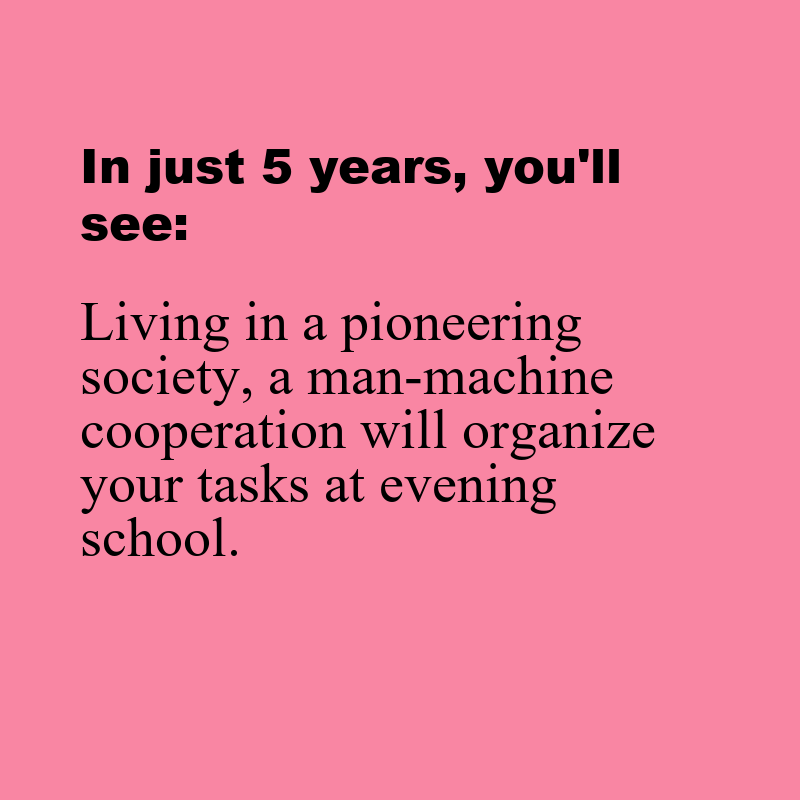 In just 5 years, you'll
see:
Living in a pioneering
society, a man-machine
cooperation will organize
your tasks at evening
school.